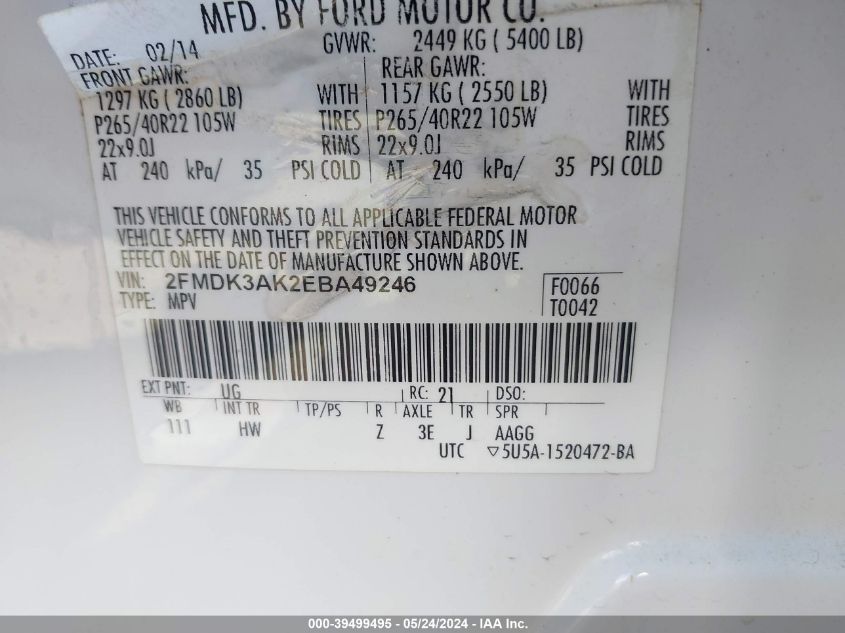 MFD. BY FORD MOTOR CO.
DATE: 02/14 GVWR: 2449 KG ( 5400 LB)
FRONT GAWR: REAR GAWR:
1297 KG ( 2860 LB) WITH 1157 KG ( 2550 LB) WITH
P265/40R22 105W TIRES P265/40R22 105W TIRES
22x9.0J RIMS 22x9.0J RIMS
AT 240 kPa/ 35 PSI COLD AT 240 kPa/ 35 PSI COLD
THIS VEHICLE CONFORMS TO ALL APPLICABLE FEDERAL MOTOR
VEHICLE SAFETY AND THEFT PREVENTION STANDARDS IN
EFFECT ON THE DATE OF MANUFACTURE SHOWN ABOVE.
VIN: 2FMDK3AK2EBA49246 F0066
TYPE: MPV T0042
EXT PNT: UG RC: 21 DSO:
WB INT TR TP/PS R AXLE TR SPR
111 HW Z 3E J AAGG
UTC ▽5U5A-1520472-BA
000-39499495 - 05/24/2024 - IAAI.com